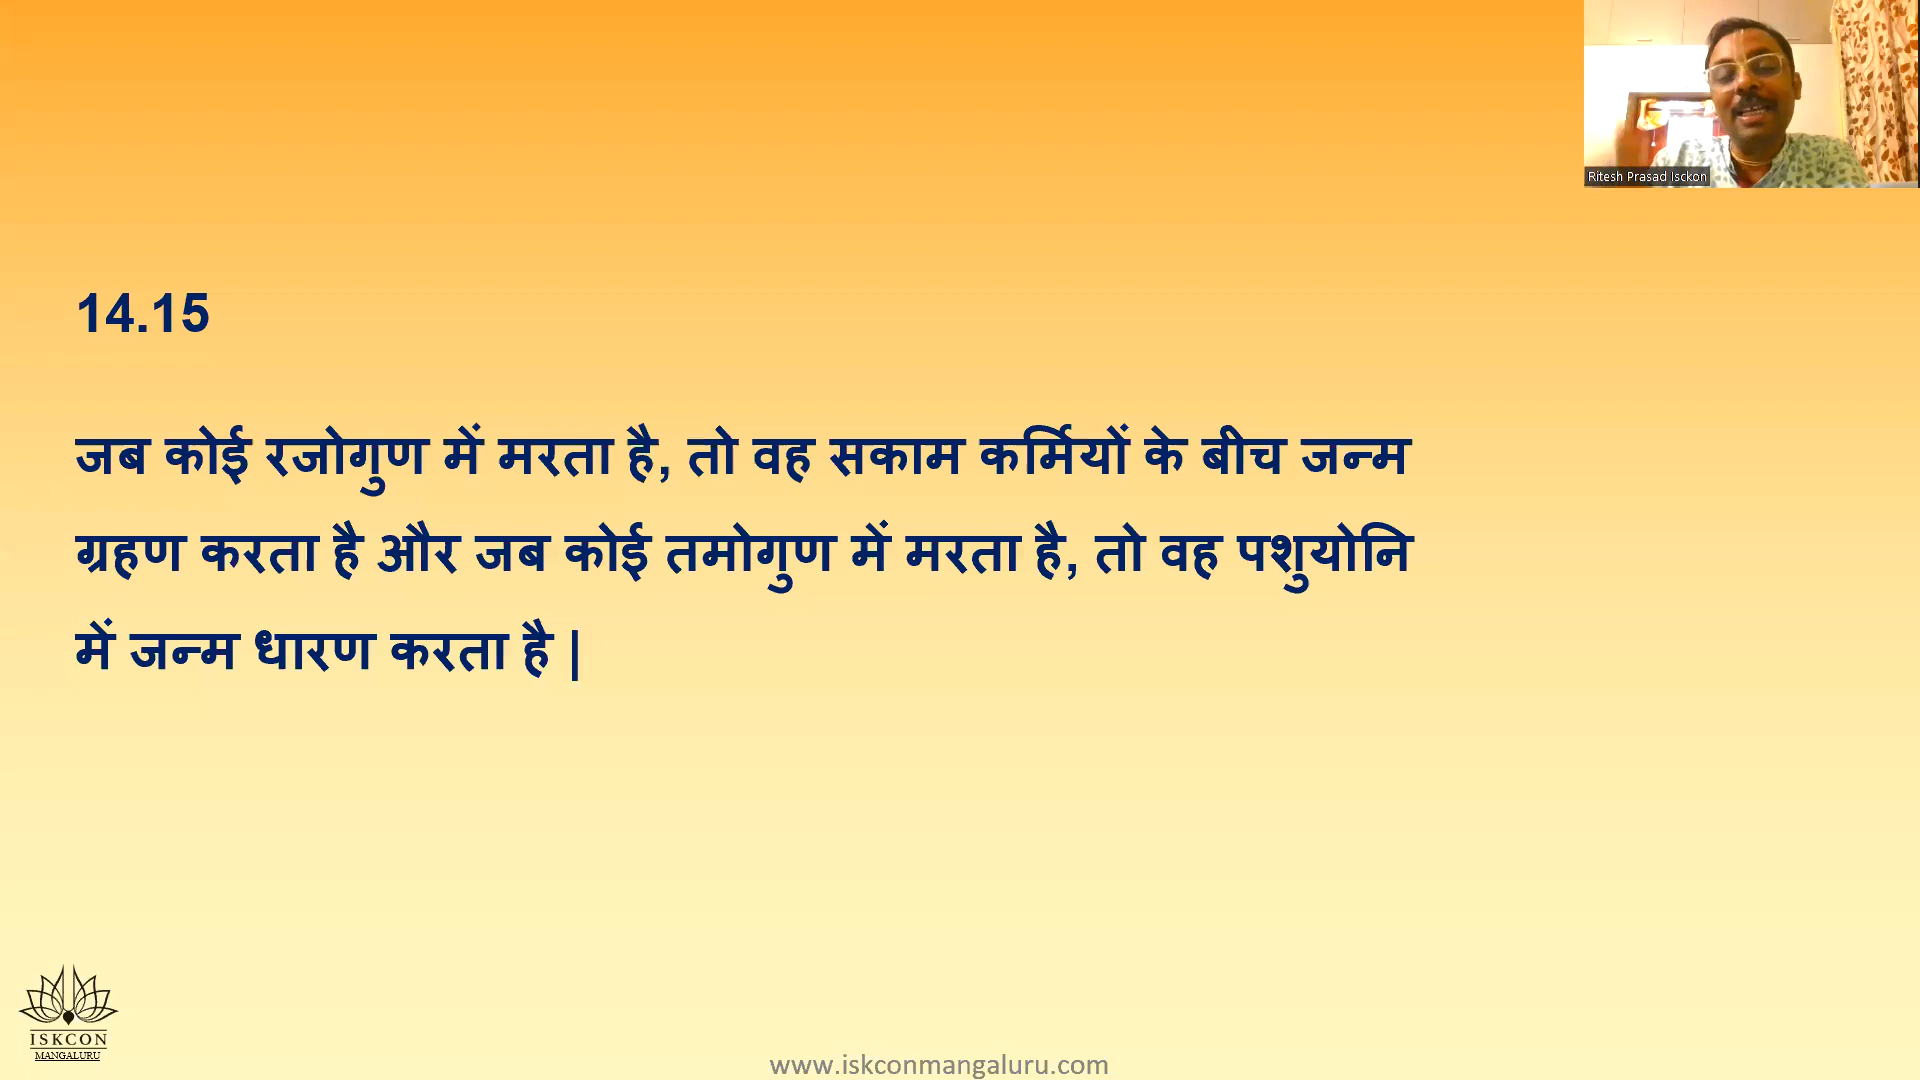 Ritesh Prasad Isckon
14.15
जब कोई रजोगुण में मरता है, तो वह सकाम कर्मियों के बीच जन्म
ग्रहण करता है और जब कोई तमोगुण में मरता है, तो वह पशुयोनि
में जन्म धारण करता है |
ISKCON
MANGALURU
www.iskconmangaluru.com